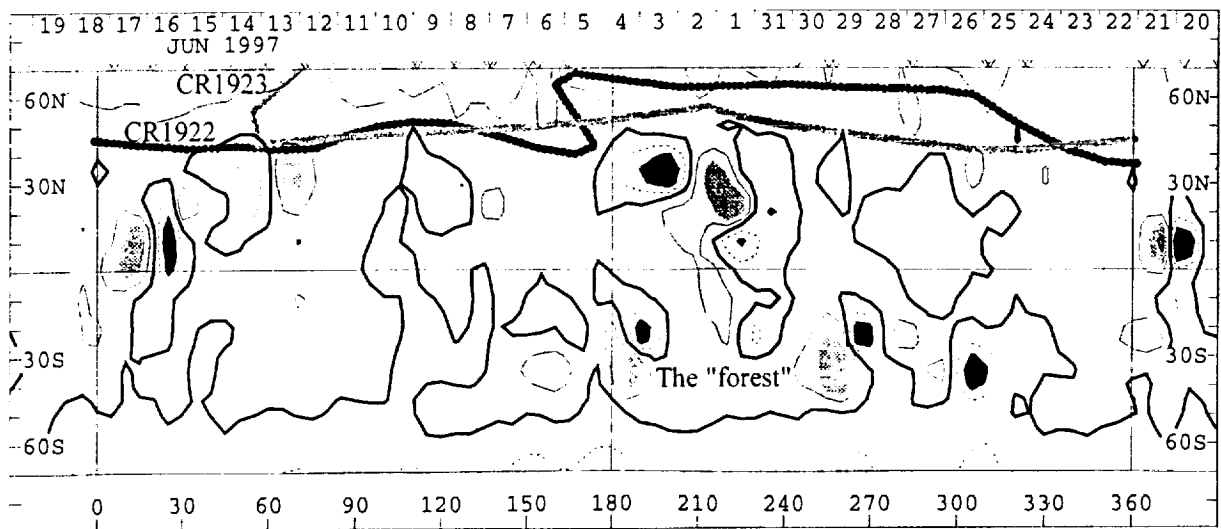 19 18 17 16 15 14 13 12 11 10 9 8 7 6 5 4 3 2 1 31 30 29 28 27 26 25 24 23 22 21 20
JUN 1997
CR1923
60N 60N
CR1922
30N 30N
30S 30S
The "forest"
60S 60S
0 30 60 90 120 150 180 210 240 270 300 330 360